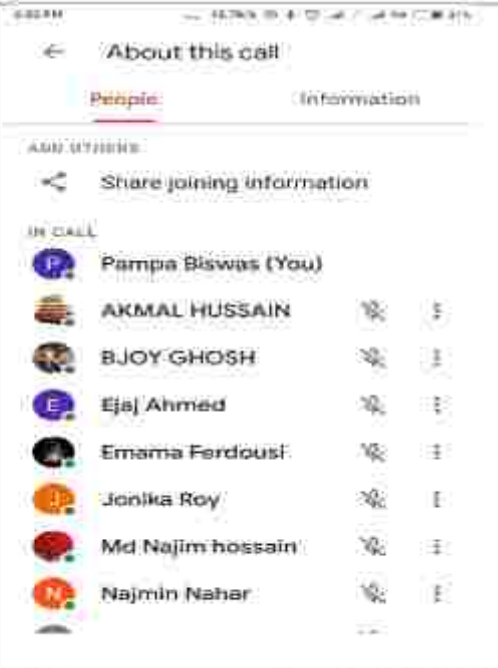 About this call
People Information
ADD OTHERS
Share joining information
IN CALL
P Pampa Biswas (You)
AKMAL HUSSAIN
BJOY GHOSH
E Ejaj Ahmed
Emama Ferdousi
J Jonika Roy
Md Najim hossain
N Najmin Nahar